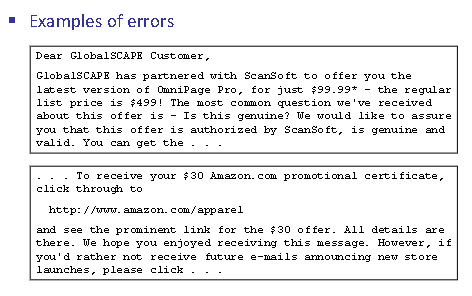 Examples of errors
Dear GlobalSCAPE Customer,
GlobalSCAPE has partnered with ScanSoft to offer you the
latest version of OmniPage Pro, for just $99.99* - the regular
list price is $499! The most common question we've received
about this offer is - Is this genuine? We would like to assure
you that this offer is authorized by ScanSoft, is genuine and
valid. You can get the . . .
. . . To receive your $30 Amazon.com promotional certificate,
click through to
http://www.amazon.com/apparel
and see the prominent link for the $30 offer. All details are
there. We hope you enjoyed receiving this message. However, if
you'd rather not receive future e-mails announcing new store
launches, please click . . .